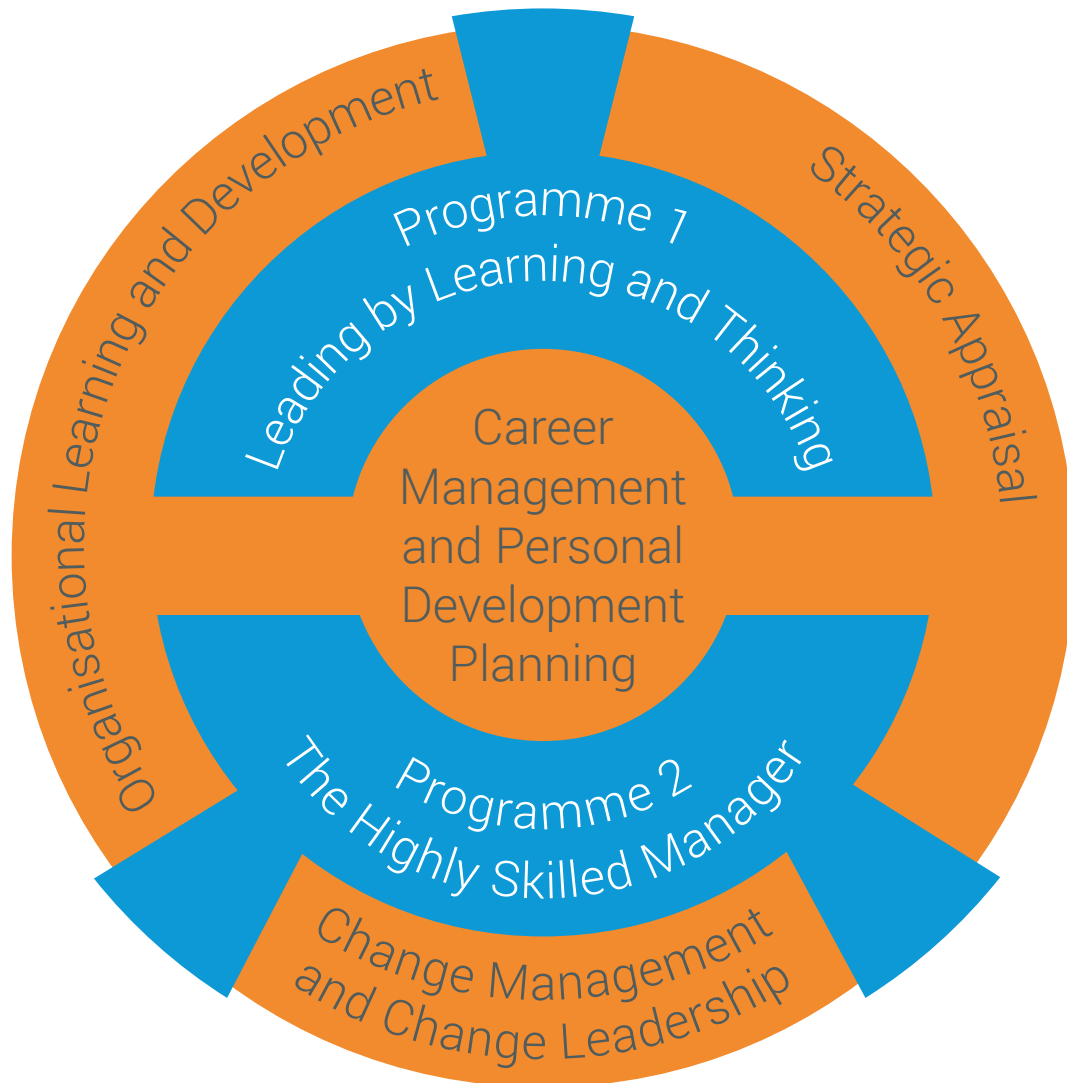 Organisational Learning and Development
Strategic Appraisal
Programme 1
Leading by Learning and Thinking
Career
Management
and Personal
Development
Planning
Programme 2
The Highly Skilled Manager
Change Management
and Change Leadership